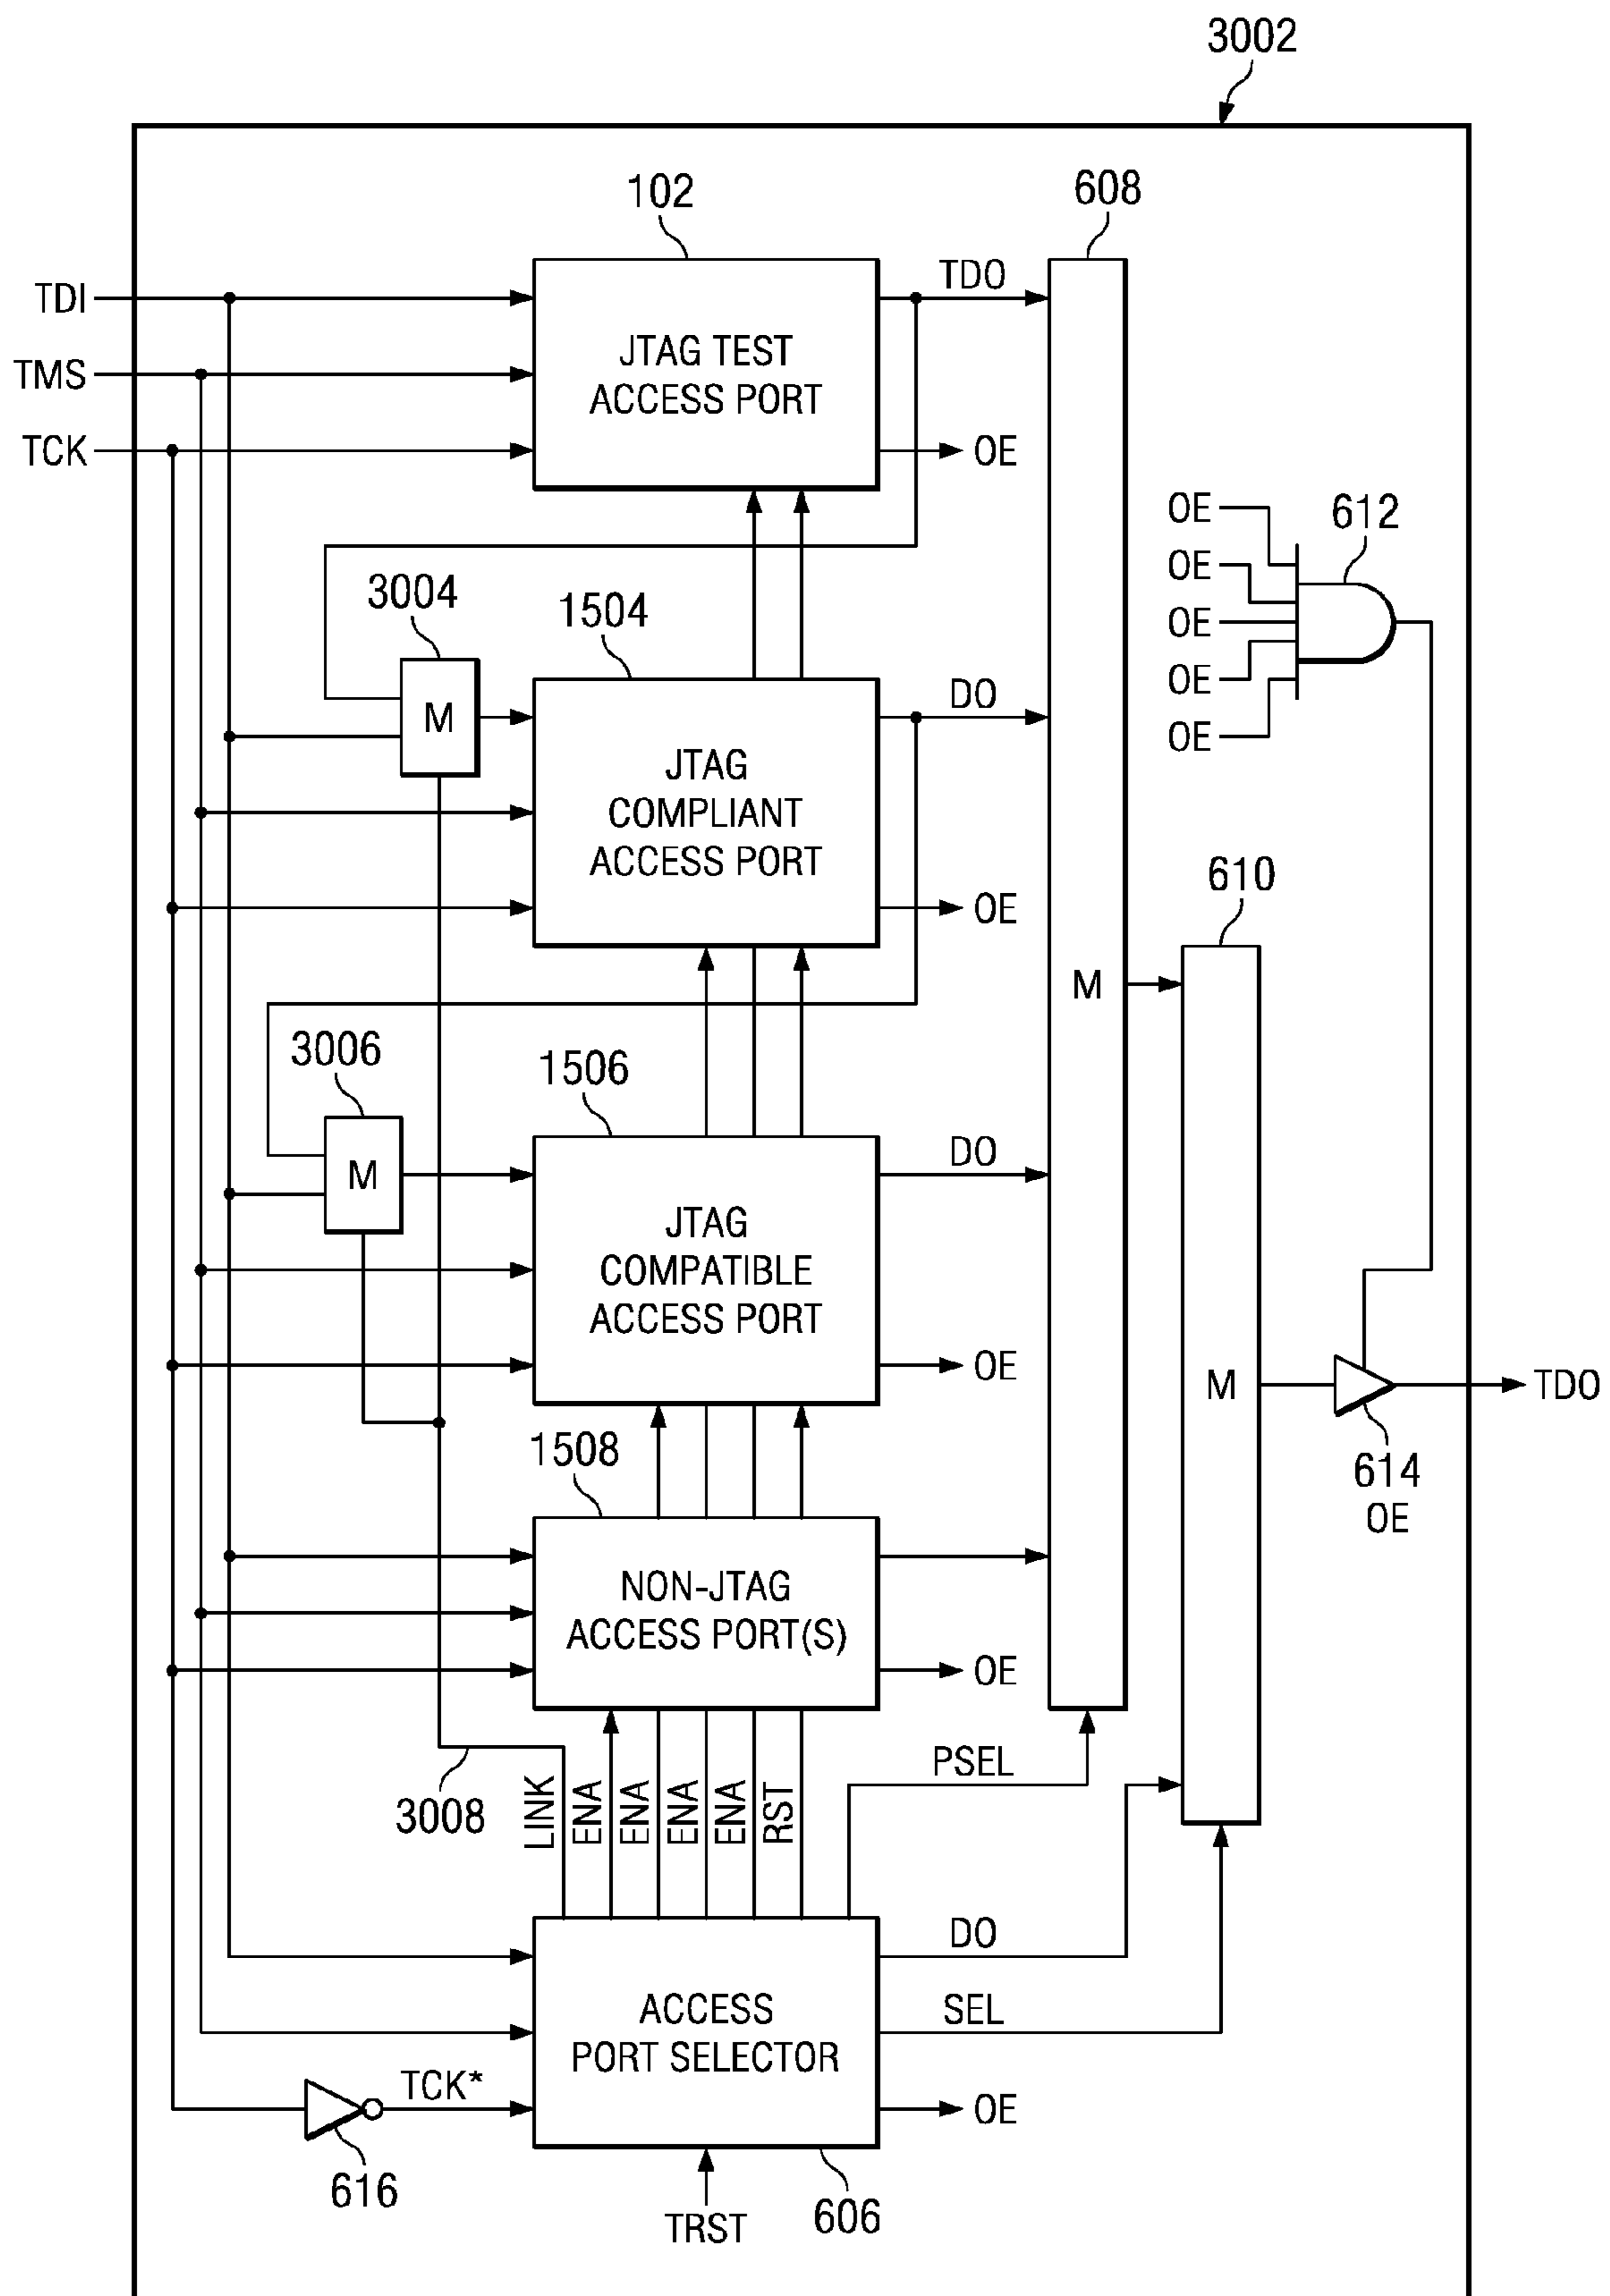 3002
102
608
TDI
TDO
JTAG TEST
ACCESS PORT
TMS
TCK
OE
OE
612
OE
OE
OE
OE
3004
1504
M
DO
JTAG
COMPLIANT
ACCESS PORT
OE
610
M
3006
1506
M
DO
JTAG
COMPATIBLE
ACCESS PORT
OE
M
TDO
614
OE
1508
NON-JTAG
ACCESS PORT(S)
OE
PSEL
3008
LINK
ENA
ENA
ENA
ENA
RST
DO
ACCESS
PORT SELECTOR
SEL
TCK*
OE
616
TRST
606